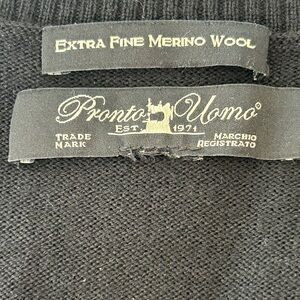 EXTRA FINE MERINO WOOL
Pronto Uomo®
EST. 1971
TRADE MARK
MARCHIO REGISTRATO